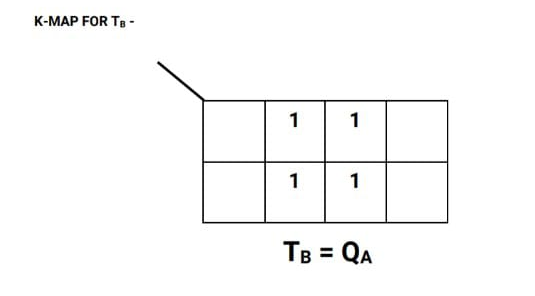 K-MAP FOR TB -
1 1
1 1
TB = QA